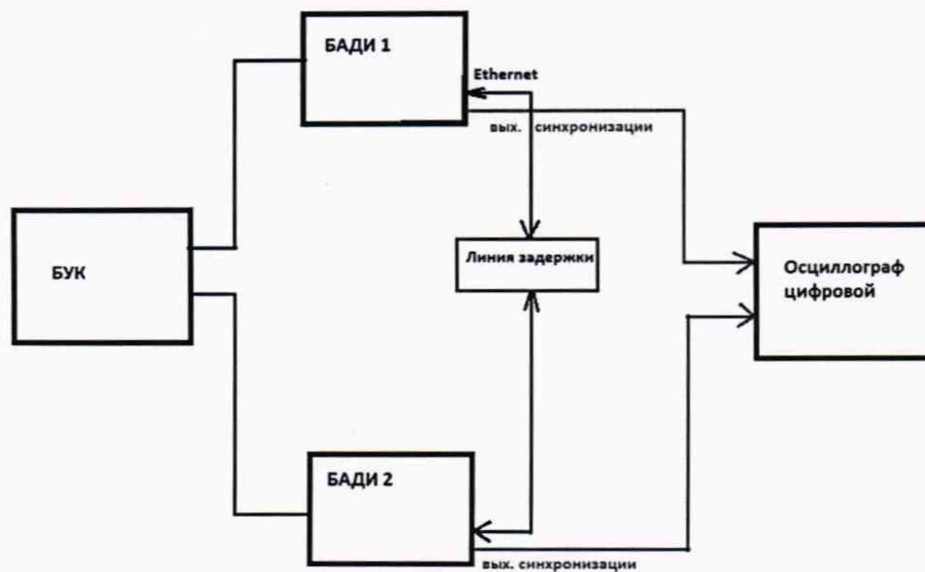 БАДИ 1
Ethernet
вых. синхронизации
БУК
Линия задержки
Осциллограф
цифровой
БАДИ 2
вых. синхронизации